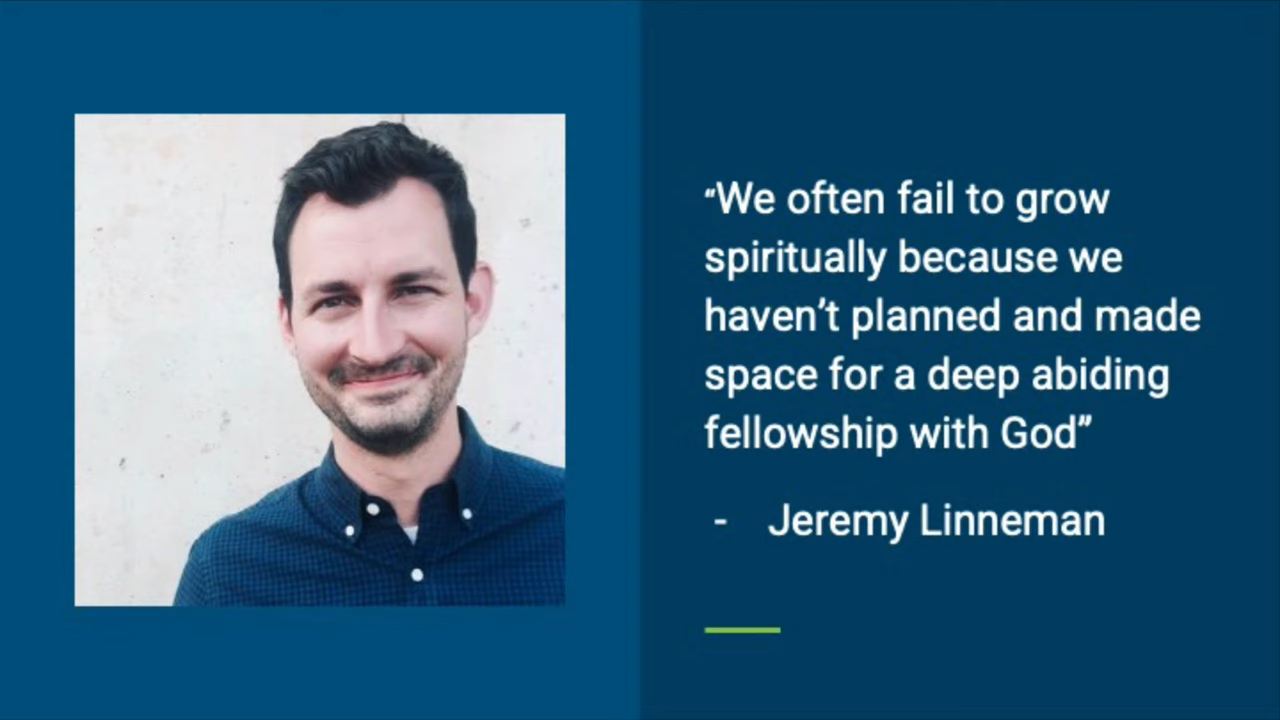 “We often fail to grow
spiritually because we
haven’t planned and made
space for a deep abiding
fellowship with God”
- Jeremy Linneman